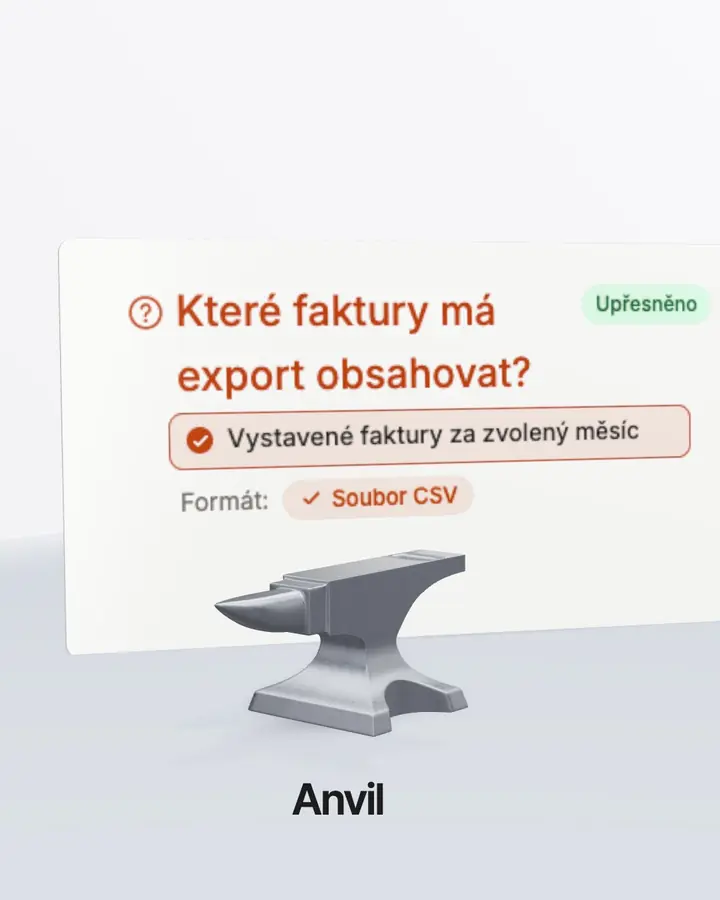 Které faktury má
export obsahovat?
Upřesněno
Vystavené faktury za zvolený měsíc
Formát: Soubor CSV
Anvil